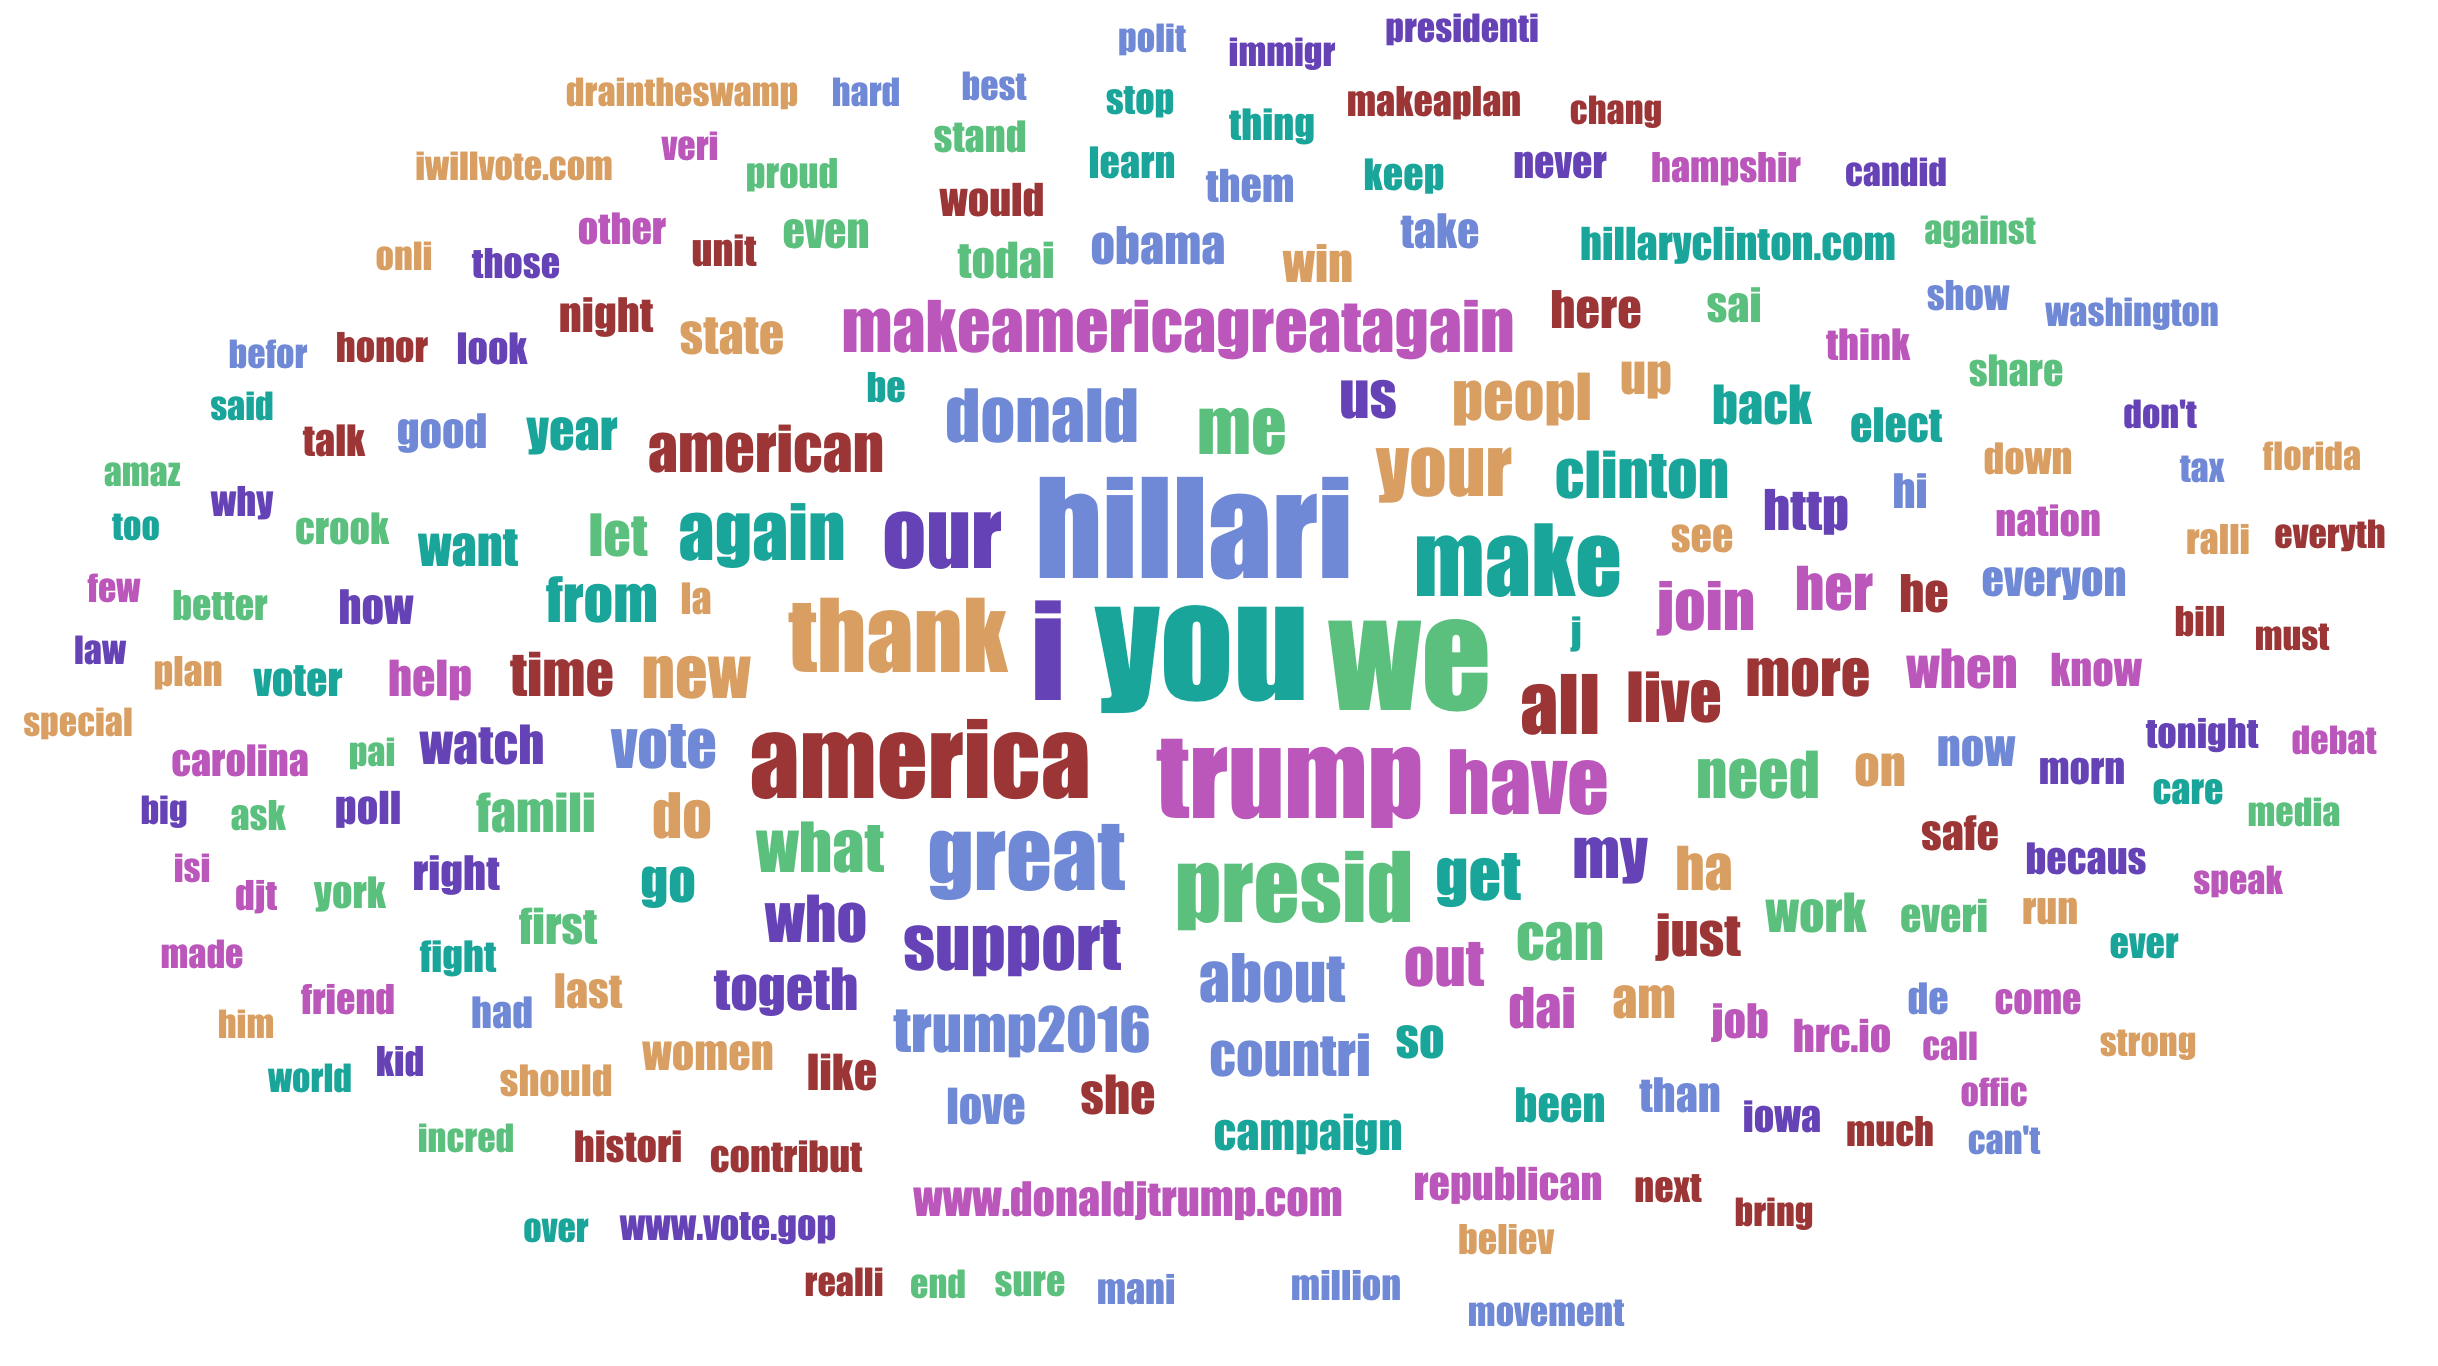 polit immigr presidenti
draintheswamp hard best stop thing makeaplan chang
iwillvote.com veri proud stand learn them keep never hampshir candid
onli those other unit even would todai obama win take hillaryclinton.com against
befor honor look night state makeamericagreatagain here sai think show washington
said talk good year american be donald me us peopl up back elect share don't
amaz why crook want let again our hillari your clinton http hi down tax florida
too few better how from la thank i you we make see join her he everyon nation ralli everyth
law plan voter help time new j all live more when know bill must
special carolina pai watch vote america trump have need on now morn tonight debat
big ask poll famili do what great presid get my ha safe becaus care media
isi djt york right first go who support about out can just work everi run speak
made friend fight had last togeth trump2016 countri so dai am job hrc.io de call come ever
him world kid should women like love she campaign been than iowa much offic can't strong
incred histori contribut www.donaldjtrump.com republican next bring
over www.vote.gop believ
realli end sure mani million movement